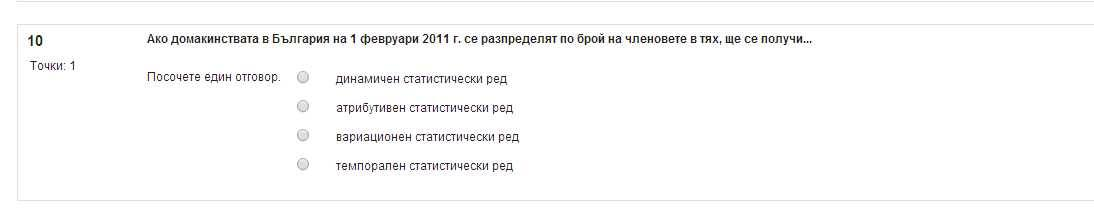 10
Ако домакинствата в България на 1 февруари 2011 г. се разпределят по брой на членовете в тях, ще се получи...
Точки: 1
Посочете един отговор.
динамичен статистически ред
атрибутивен статистически ред
вариационен статистически ред
темпорален статистически ред